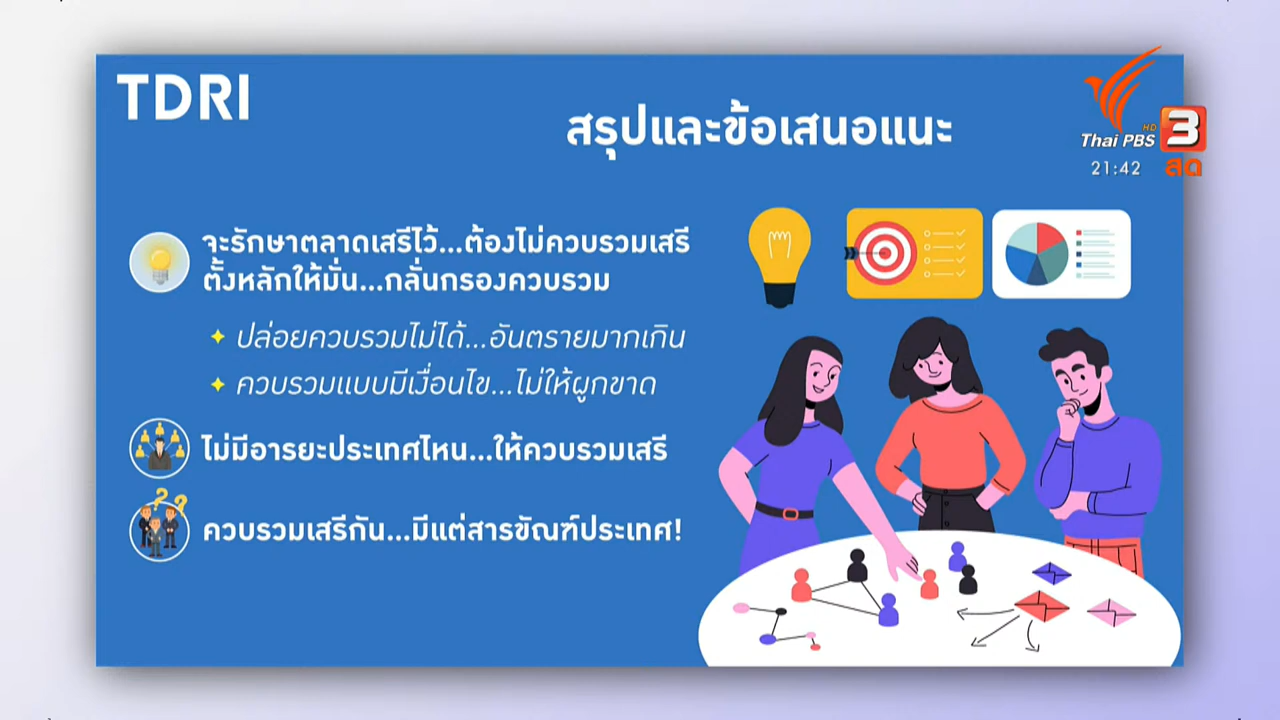 TDRI
สรุปและข้อเสนอแนะ
HD
Thai PBS 3
21:42 สด
จะรักษาตลาดเสรีไว้...ต้องไม่ควบรวมเสรี
ตั้งหลักให้มั่น...กลั่นกรองควบรวม
ปล่อยควบรวมไม่ได้...อันตรายมากเกิน
ควบรวมแบบมีเงื่อนไข...ไม่ให้ผูกขาด
ไม่มีอารยะประเทศไหน...ให้ควบรวมเสรี
ควบรวมเสรีกัน...มีแต่สารขัณฑ์ประเทศ!